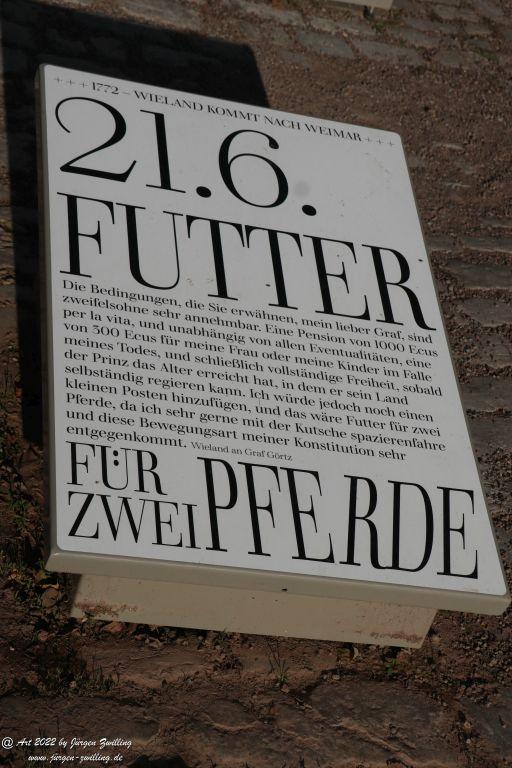 + + + 1772 – WIELAND KOMMT NACH WEIMAR + + +
21.6.
FUTTER
Die Bedingungen, die Sie erwähnen, mein lieber Graf, sind
zweifelsohne sehr annehmbar. Eine Pension von 1000 Ecus
per la vita, und unabhängig von allen Eventualitäten, eine
von 300 Ecus für meine Frau oder meine Kinder im Falle
meines Todes, und schließlich vollständige Freiheit, sobald
der Prinz das Alter erreicht hat, in dem er sein Land
selbständig regieren kann. Ich würde jedoch noch einen
kleinen Posten hinzufügen, und das wäre Futter für zwei
Pferde, da ich sehr gerne mit der Kutsche spazierenfahre
und diese Bewegungsart meiner Konstitution sehr
entgegenkommt. Wieland an Graf Görtz
FÜR
ZWEI PFERDE
@ Art 2022 by Jürgen Zwilling
www.jürgen-zwilling.de